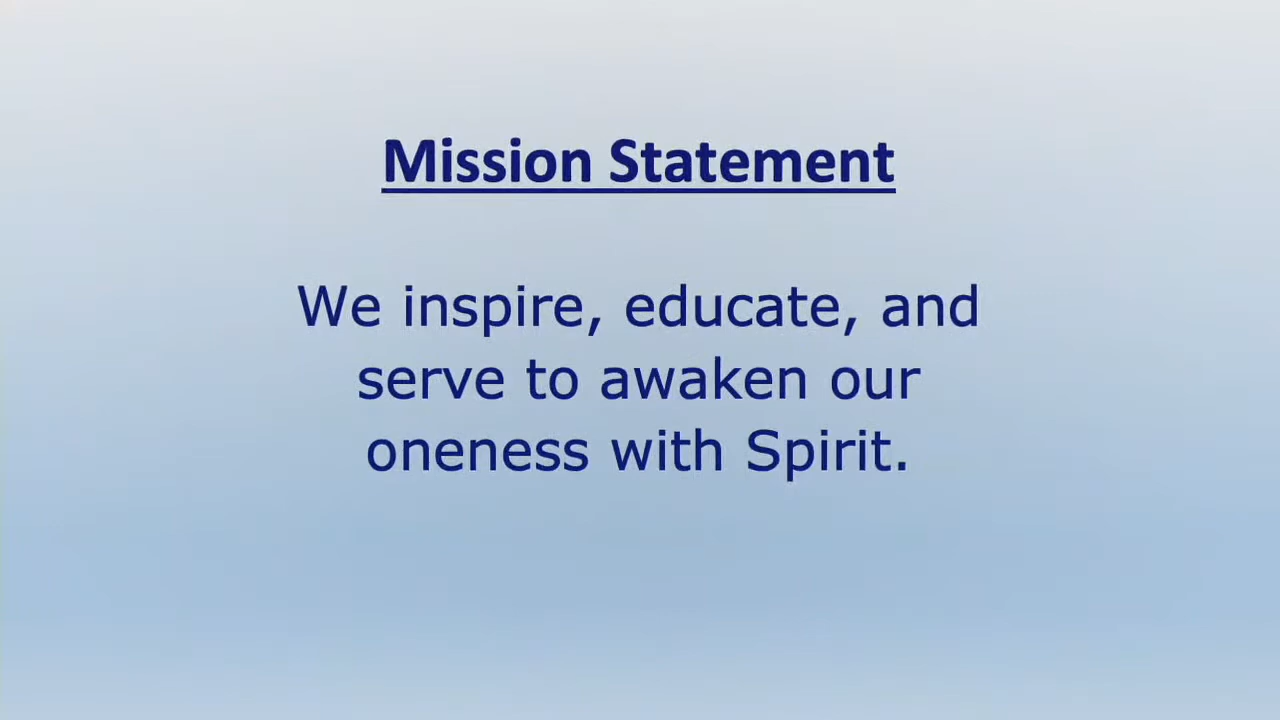 Mission Statement
We inspire, educate, and
serve to awaken our
oneness with Spirit.